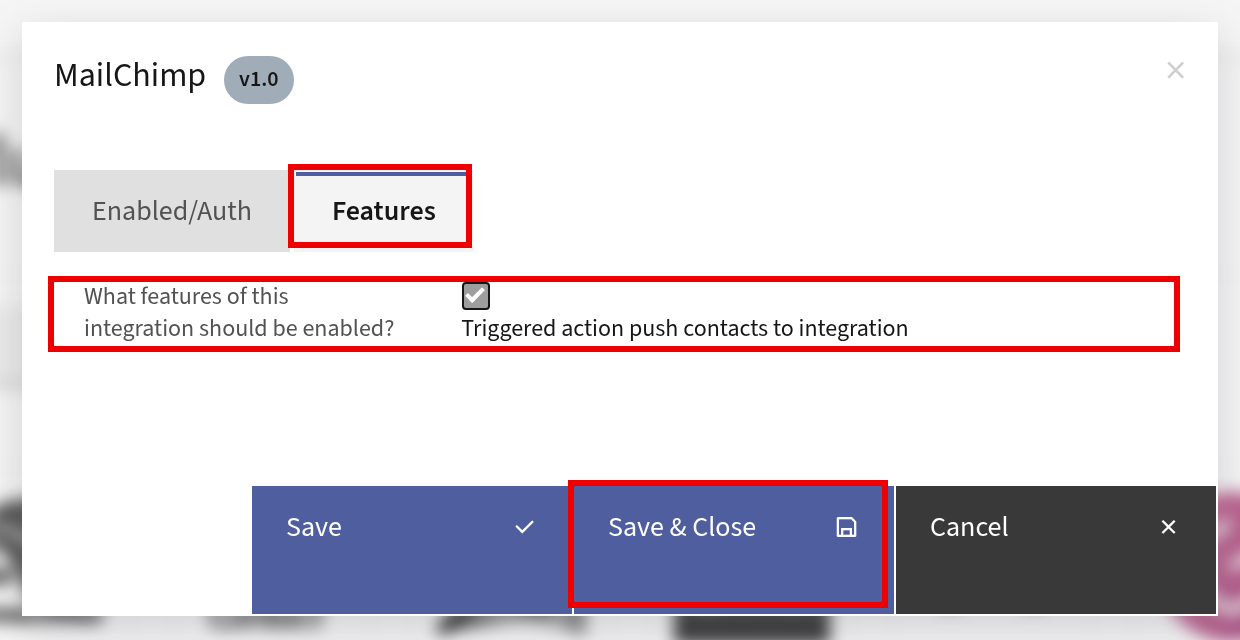 MailChimp v1.0
Enabled/Auth Features
What features of this
integration should be enabled?
Triggered action push contacts to integration
Save Save & Close Cancel